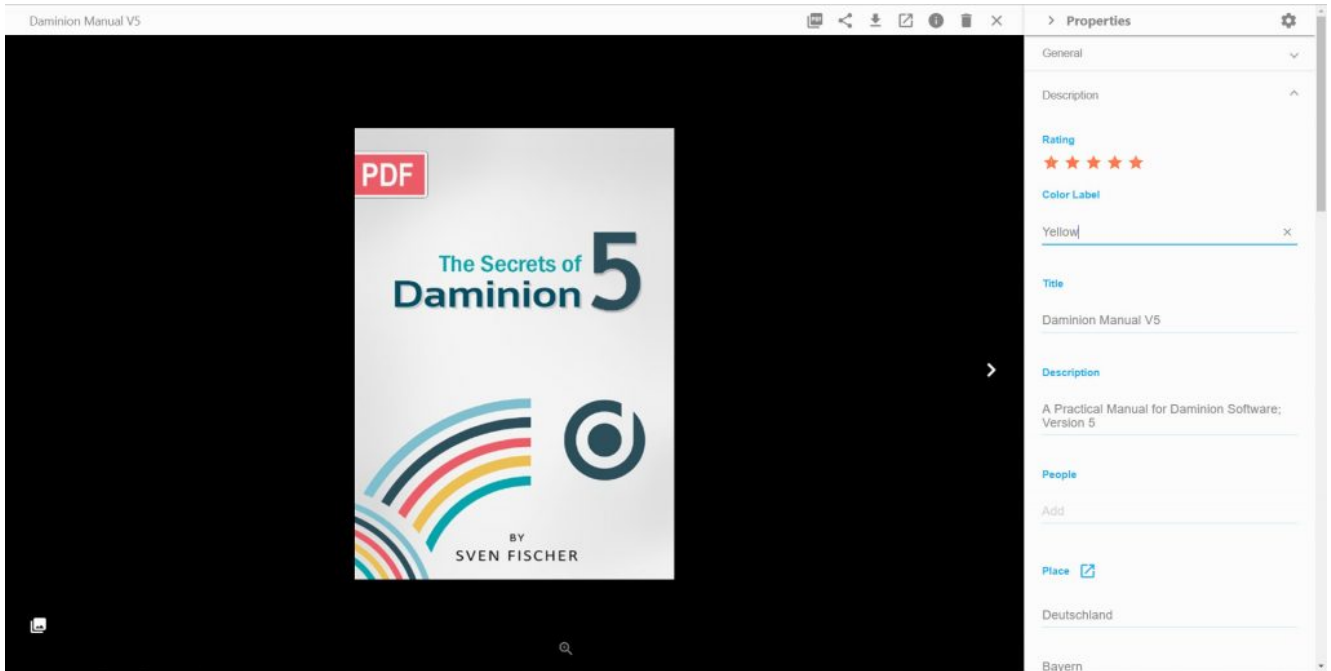 Daminion Manual V5
PDF
Properties
General
Description
Rating
Color Label
Yellow
Title
Daminion Manual V5
Description
A Practical Manual for Daminion Software;
Version 5
People
Add
Place
Deutschland
Bayern
PDF
The Secrets of 5
Daminion
BY
SVEN FISCHER